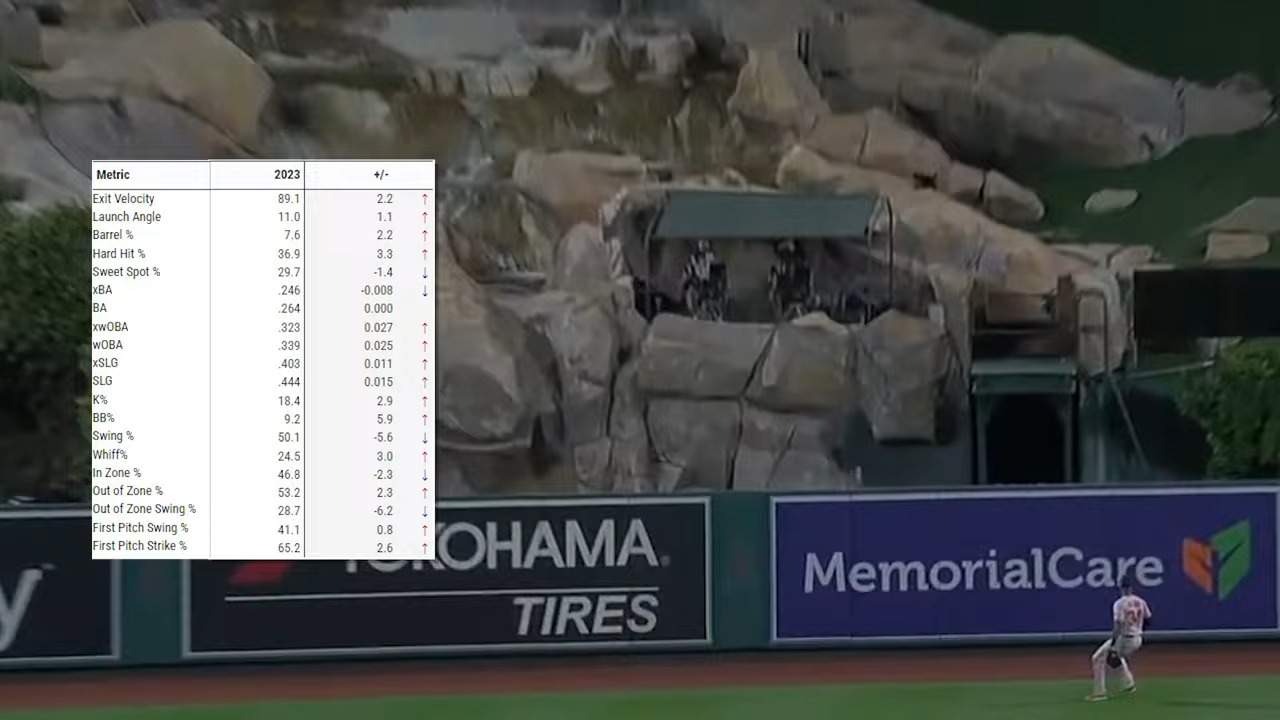 Metric 2023 +/-
Exit Velocity 89.1 2.2 ↑
Launch Angle 11.0 1.1 ↑
Barrel % 7.6 2.2 ↑
Hard Hit % 36.9 3.3 ↑
Sweet Spot % 29.7 -1.4 ↓
xBA .246 -0.008 ↓
BA .264 0.000
xwOBA .323 0.027 ↑
wOBA .339 0.025 ↑
xSLG .403 0.011 ↑
SLG .444 0.015 ↑
K% 18.4 2.9 ↑
BB% 9.2 5.9 ↑
Swing % 50.1 -5.6 ↓
Whiff% 24.5 3.0 ↑
In Zone % 46.8 -2.3 ↓
Out of Zone % 53.2 2.3 ↑
Out of Zone Swing % 28.7 -6.2 ↓
First Pitch Swing % 41.1 0.8 ↑
First Pitch Strike % 65.2 2.6 ↑
y
YOKOHAMA
TIRES
MemorialCare